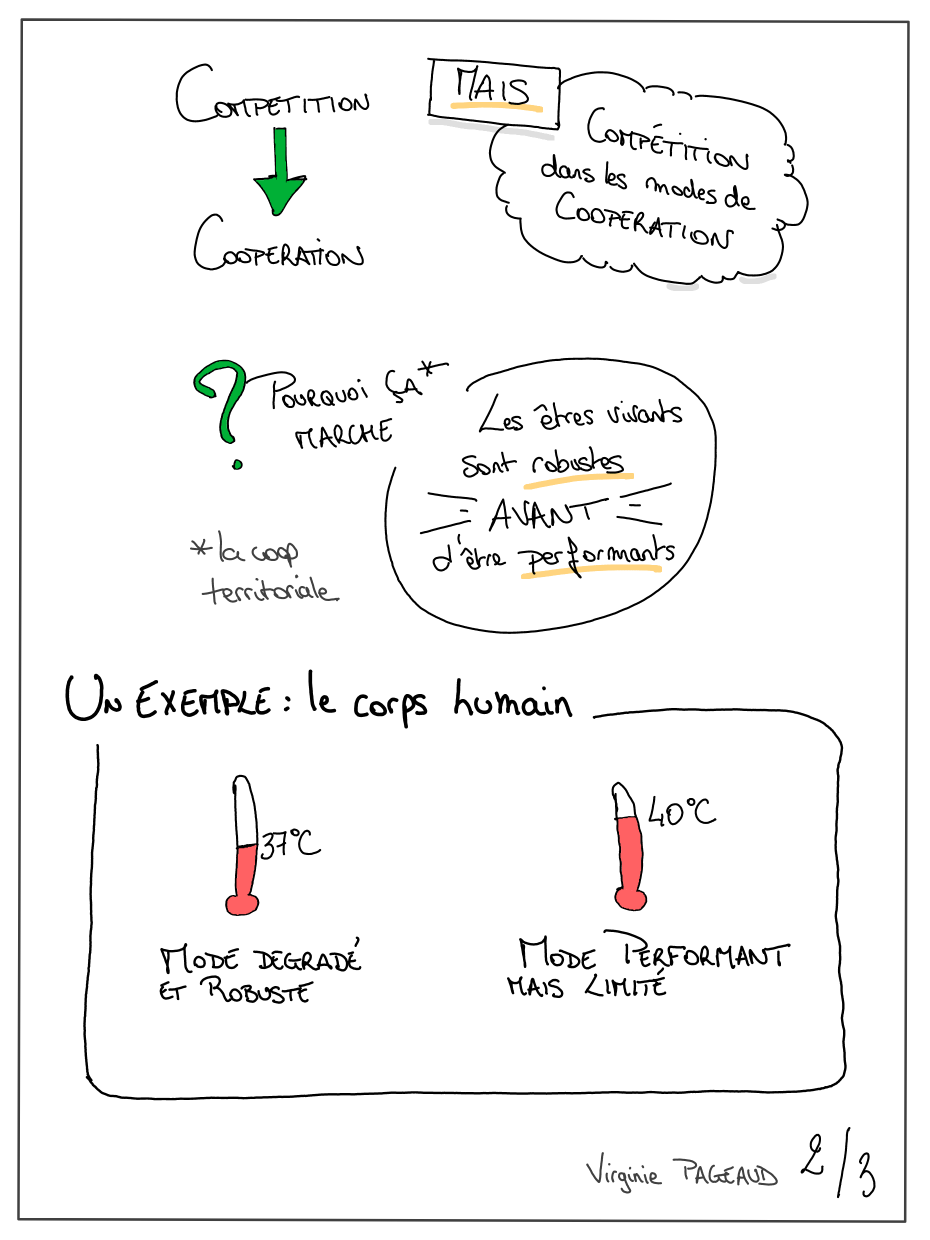 COMPETITION
COOPERATION
MAIS
COMPÉTITION
dans les modes de
COOPERATION
? POURQUOI ÇA*
MARCHE
*la coop
territoriale
Les êtres vivants
sont robustes
AVANT
d'être performants
UN EXEMPLE : le corps humain
37°C
MODE DEGRADÉ
ET ROBUSTE
40°C
MODE PERFORMANT
MAIS LIMITÉ
Virginie PAGEAUD 2/3